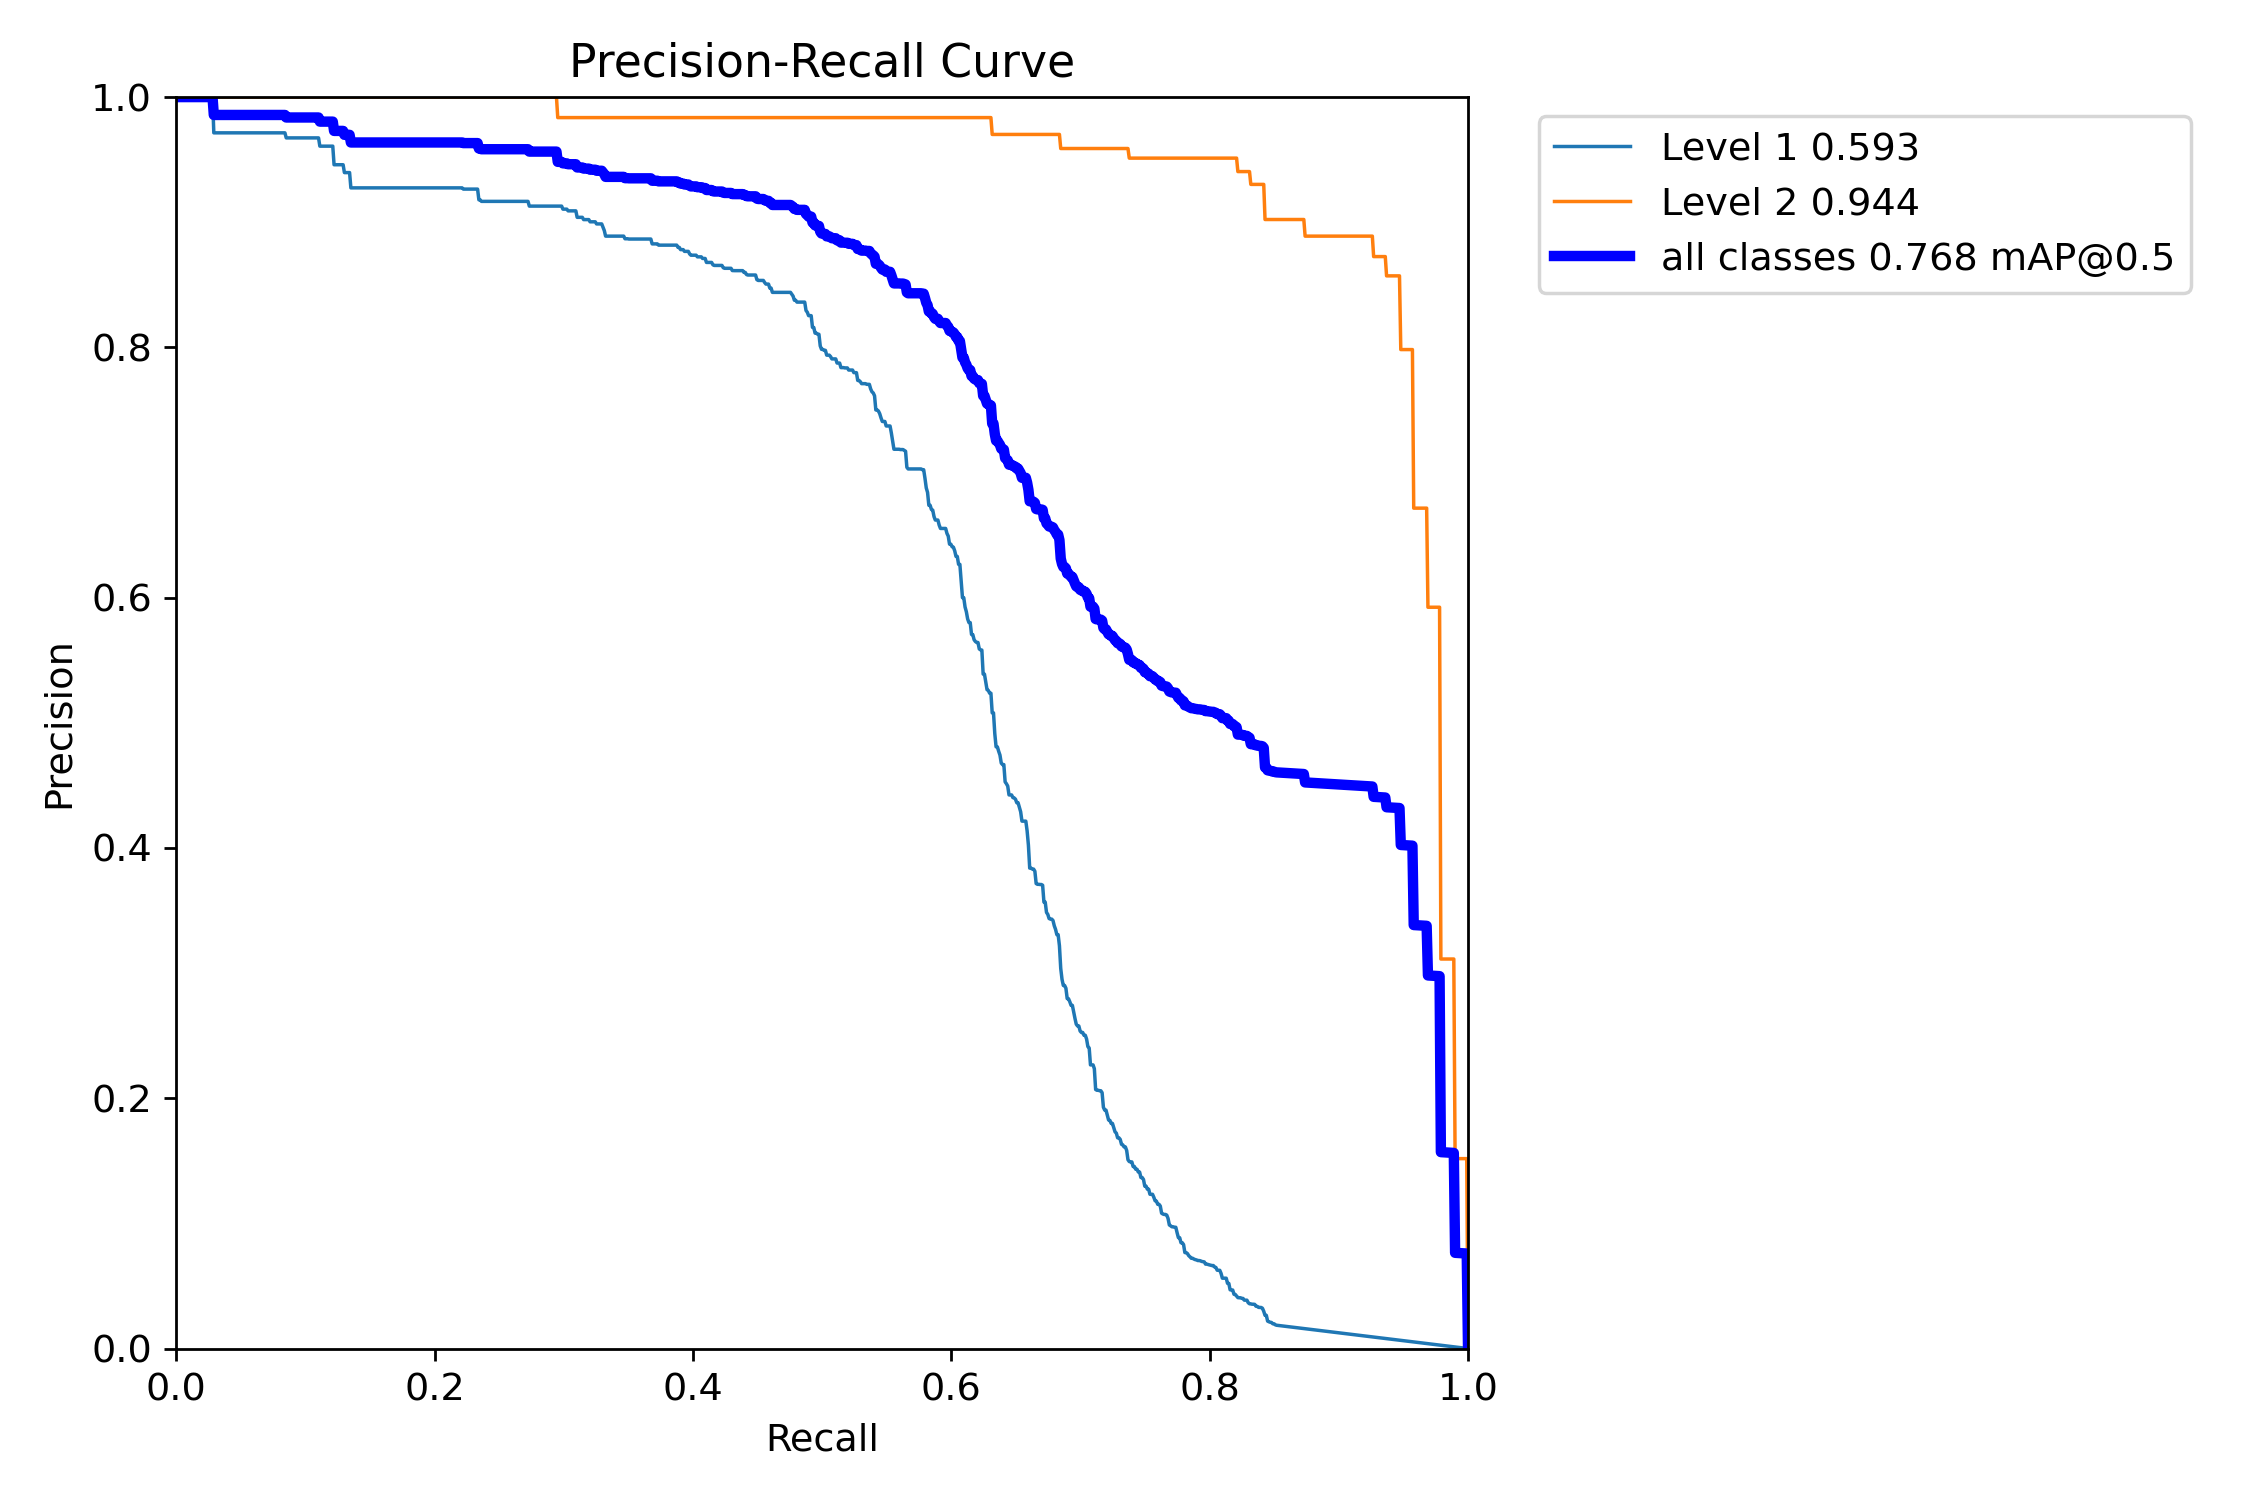 Precision-Recall Curve
1.0
0.8
0.6
0.4
0.2
0.0
Precision
0.0 0.2 0.4 0.6 0.8 1.0
Recall
Level 1 0.593
Level 2 0.944
all classes 0.768 mAP@0.5